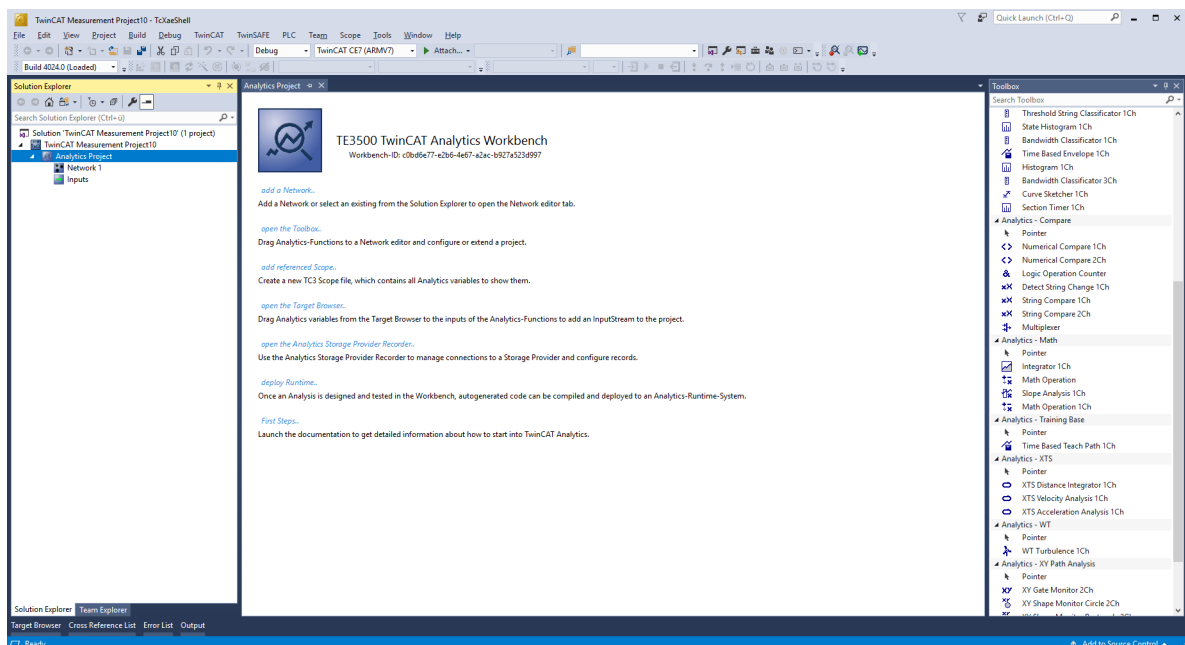 TwinCAT Measurement Project10 - TcXaeShell
Quick Launch (Ctrl+Q)
File Edit View Project Build Debug TwinCAT TwinSAFE PLC Team Scope Tools Window Help
Debug TwinCAT CE7 (ARMV7) Attach...
Build 4024.0 (Loaded)
Solution Explorer
Search Solution Explorer (Ctrl+ü)
Solution 'TwinCAT Measurement Project10' (1 project)
TwinCAT Measurement Project10
Analytics Project
Network 1
Inputs
Solution Explorer Team Explorer
Analytics Project
TE3500 TwinCAT Analytics Workbench
Workbench-ID: c0bd6e77-e2b6-4e67-a2ac-b927a523d997
add a Network..
Add a Network or select an existing from the Solution Explorer to open the Network editor tab.
open the Toolbox..
Drag Analytics-Functions to a Network editor and configure or extend a project.
add referenced Scope..
Create a new TC3 Scope file, which contains all Analytics variables to show them.
open the Target Browser..
Drag Analytics variables from the Target Browser to the inputs of the Analytics-Functions to add an InputStream to the project.
open the Analytics Storage Provider Recorder..
Use the Analytics Storage Provider Recorder to manage connections to a Storage Provider and configure records.
deploy Runtime..
Once an Analysis is designed and tested in the Workbench, autogenerated code can be compiled and deployed to an Analytics-Runtime-System.
First Steps..
Launch the documentation to get detailed information about how to start into TwinCAT Analytics.
Toolbox
Search Toolbox
Threshold String Classificator 1Ch
State Histogram 1Ch
Bandwidth Classificator 1Ch
Time Based Envelope 1Ch
Histogram 1Ch
Bandwidth Classificator 3Ch
Curve Sketcher 1Ch
Section Timer 1Ch
Analytics - Compare
Pointer
Numerical Compare 1Ch
Numerical Compare 2Ch
Logic Operation Counter
Detect String Change 1Ch
String Compare 1Ch
String Compare 2Ch
Multiplexer
Analytics - Math
Pointer
Integrator 1Ch
Math Operation
Slope Analysis 1Ch
Math Operation 1Ch
Analytics - Training Base
Pointer
Time Based Teach Path 1Ch
Analytics - XTS
Pointer
XTS Distance Integrator 1Ch
XTS Velocity Analysis 1Ch
XTS Acceleration Analysis 1Ch
Analytics - WT
Pointer
WT Turbulence 1Ch
Analytics - XY Path Analysis
Pointer
XY Gate Monitor 2Ch
XY Shape Monitor Circle 2Ch
Target Browser Cross Reference List Error List Output
Ready
Add to Source Control